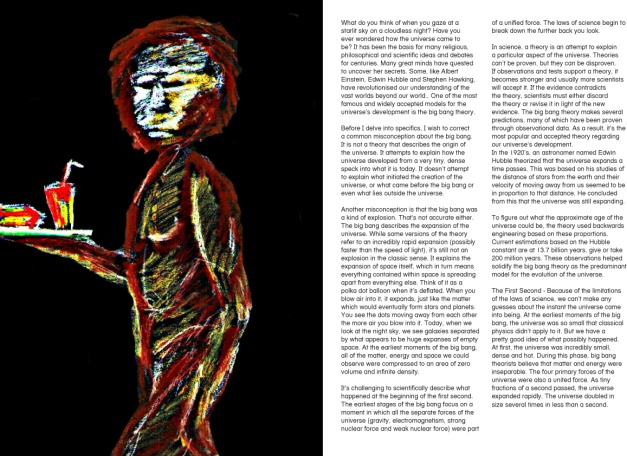 What do you think of when you gaze at a
starlit sky on a cloudless night? Have you
ever wondered how the universe came to
be? It has been the basis for many religious,
philosophical and scientific ideas and debates
for centuries. Many great minds have quested
to uncover her secrets. Some, like Albert
Einstein, Edwin Hubble and Stephen Hawking,
have revolutionised our understanding of the
vast worlds beyond our world.. One of the most
famous and widely accepted models for the
universe's development is the big bang theory.
Before I delve into specifics, I wish to correct
a common misconception about the big bang.
It is not a theory that describes the origin of
the universe. It attempts to explain how the
universe developed from a very tiny, dense
speck into what it is today. It doesn't attempt
to explain what initiated the creation of the
universe, or what came before the big bang or
even what lies outside the universe.
Another misconception is that the big bang was
a kind of explosion. That's not accurate either.
The big bang describes the expansion of the
universe. While some versions of the theory
refer to an incredibly rapid expansion (possibly
faster than the speed of light), it's still not an
explosion in the classic sense. It explains the
expansion of space itself, which in turn means
everything contained within space is spreading
apart from everything else. Think of it as a
polka dot balloon when it's deflated. When you
blow air into it, it expands, just like the matter
which would eventually form stars and planets.
You see the dots moving away from each other
the more air you blow into it. Today, when we
look at the night sky, we see galaxies separated
by what appears to be huge expanses of empty
space. At the earliest moments of the big bang,
all of the matter, energy and space we could
observe were compressed to an area of zero
volume and infinite density.
It's challenging to scientifically describe what
happened at the beginning of the first second.
The earliest stages of the big bang focus on a
moment in which all the separate forces of the
universe (gravity, electromagnetism, strong
nuclear force and weak nuclear force) were part
of a unified force. The laws of science begin to
break down the further back you look.
In science, a theory is an attempt to explain
a particular aspect of the universe. Theories
can't be proven, but they can be disproven.
If observations and tests support a theory, it
becomes stronger and usually more scientists
will accept it. If the evidence contradicts
the theory, scientists must either discard
the theory or revise it in light of the new
evidence. The big bang theory makes several
predictions, many of which have been proven
through observational data. As a result, it's the
most popular and accepted theory regarding
our universe's development.
In the 1920's, an astronomer named Edwin
Hubble theorized that the universe expands a
time passes. This was based on his studies of
the distance of stars from the earth and their
velocity of moving away from us seemed to be
in proportion to that distance. He concluded
from this that the universe was still expanding.
To figure out what the approximate age of the
universe could be, the theory used backwards
engineering based on these proportions.
Current estimations based on the Hubble
constant are at 13.7 billion years, give or take
200 million years. These observations helped
solidify the big bang theory as the predominant
model for the evolution of the universe.
The First Second - Because of the limitations
of the laws of science, we can't make any
guesses about the instant the universe came
into being. At the earliest moments of the big
bang, the universe was so small that classical
physics didn't apply to it. But we have a
pretty good idea of what possibly happened.
At first, the universe was incredibly small,
dense and hot. During this phase, big bang
theorists believe that matter and energy were
inseparable. The four primary forces of the
universe were also a united force. As tiny
fractions of a second passed, the universe
expanded rapidly. The universe doubled in
size several times in less than a second.